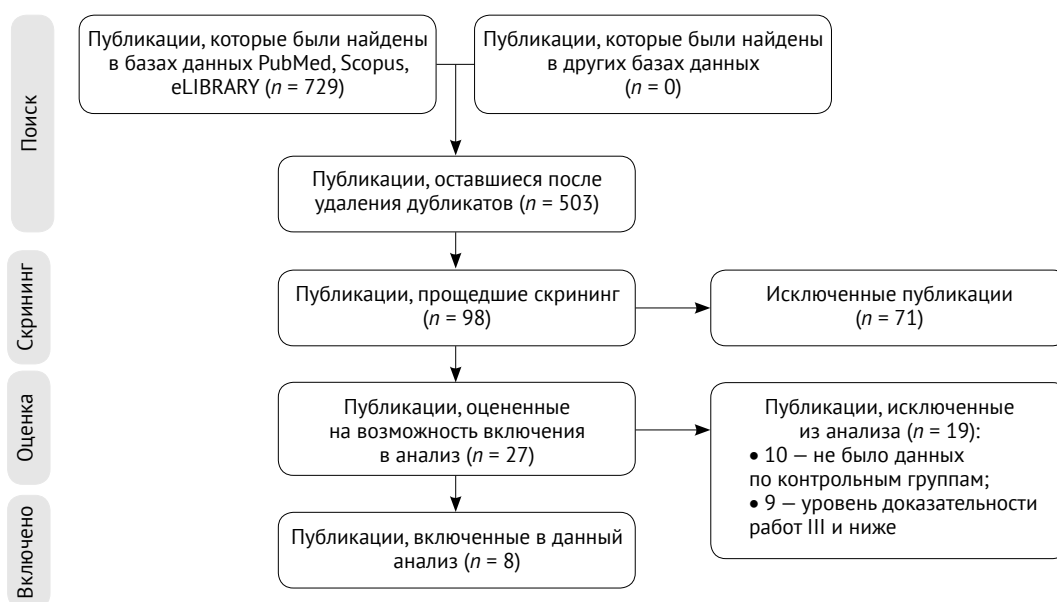 Поиск
Публикации, которые были найдены
в базах данных PubMed, Scopus,
eLIBRARY (n = 729)
Публикации, которые были найдены
в других базах данных
(n = 0)
Публикации, оставшиеся после
удаления дубликатов (n = 503)
Скрининг
Публикации, прощедшие скрининг
(n = 98)
Исключенные публикации
(n = 71)
Оценка
Публикации, оцененные
на возможность включения
в анализ (n = 27)
Публикации, исключенные
из анализа (n = 19):
• 10 — не было данных
по контрольным группам;
• 9 — уровень доказательности
работ III и ниже
Включено
Публикации, включенные в данный
анализ (n = 8)